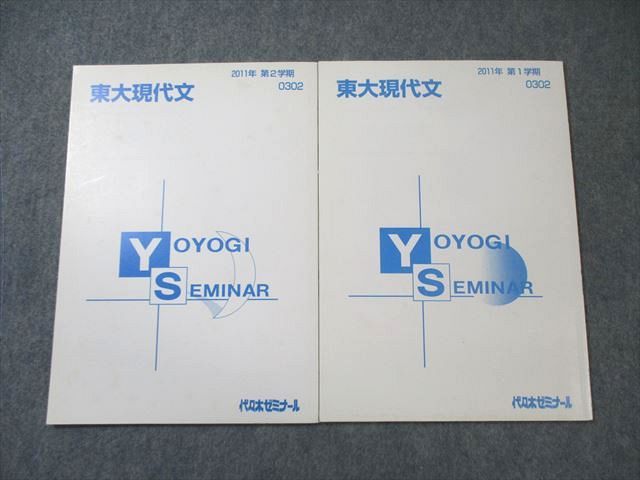 2011年 第2学期
東大現代文
0302
YOYOGI
SEMINAR
代々木ゼミナール
2011年 第1学期
東大現代文
0302
YOYOGI
SEMINAR
代々木ゼミナール